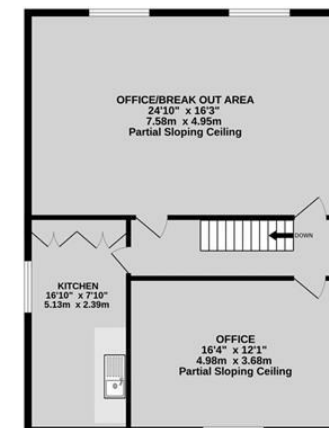 OFFICE/BREAK OUT AREA
24'10" x 16'3"
7.58m x 4.95m
Partial Sloping Ceiling
DOWN
KITCHEN
16'10" x 7'10"
5.13m x 2.39m
OFFICE
16'4" x 12'1"
4.98m x 3.68m
Partial Sloping Ceiling